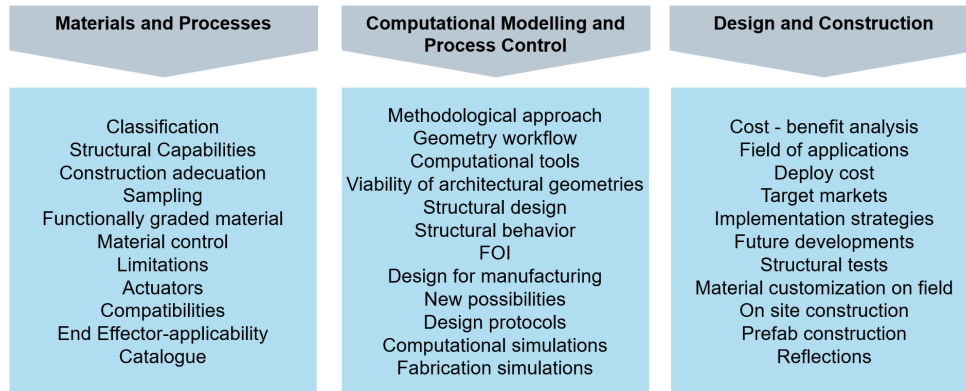 Materials and Processes
Classification
Structural Capabilities
Construction adecuation
Sampling
Functionally graded material
Material control
Limitations
Actuators
Compatibilities
End Effector-applicability
Catalogue
Computational Modelling and
Process Control
Methodological approach
Geometry workflow
Computational tools
Viability of architectural geometries
Structural design
Structural behavior
FOI
Design for manufacturing
New possibilities
Design protocols
Computational simulations
Fabrication simulations
Design and Construction
Cost - benefit analysis
Field of applications
Deploy cost
Target markets
Implementation strategies
Future developments
Structural tests
Material customization on field
On site construction
Prefab construction
Reflections